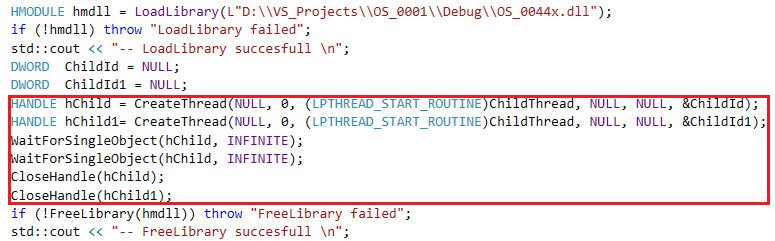 HMODULE hmdll = LoadLibrary(L"D:\\VS_Projects\\OS_0001\\Debug\\OS_0044x.dll");
if (!hmdll) throw "LoadLibrary failed";
std::cout << "-- LoadLibrary succesfull \n";
DWORD  ChildId = NULL;
DWORD  ChildId1 = NULL;
HANDLE hChild = CreateThread(NULL, 0, (LPTHREAD_START_ROUTINE)ChildThread, NULL, NULL, &ChildId);
HANDLE hChild1= CreateThread(NULL, 0, (LPTHREAD_START_ROUTINE)ChildThread, NULL, NULL, &ChildId1);
WaitForSingleObject(hChild, INFINITE);
WaitForSingleObject(hChild, INFINITE);
CloseHandle(hChild);
CloseHandle(hChild1);
if (!FreeLibrary(hmdll)) throw "FreeLibrary failed";
std::cout << "-- FreeLibrary succesfull \n";